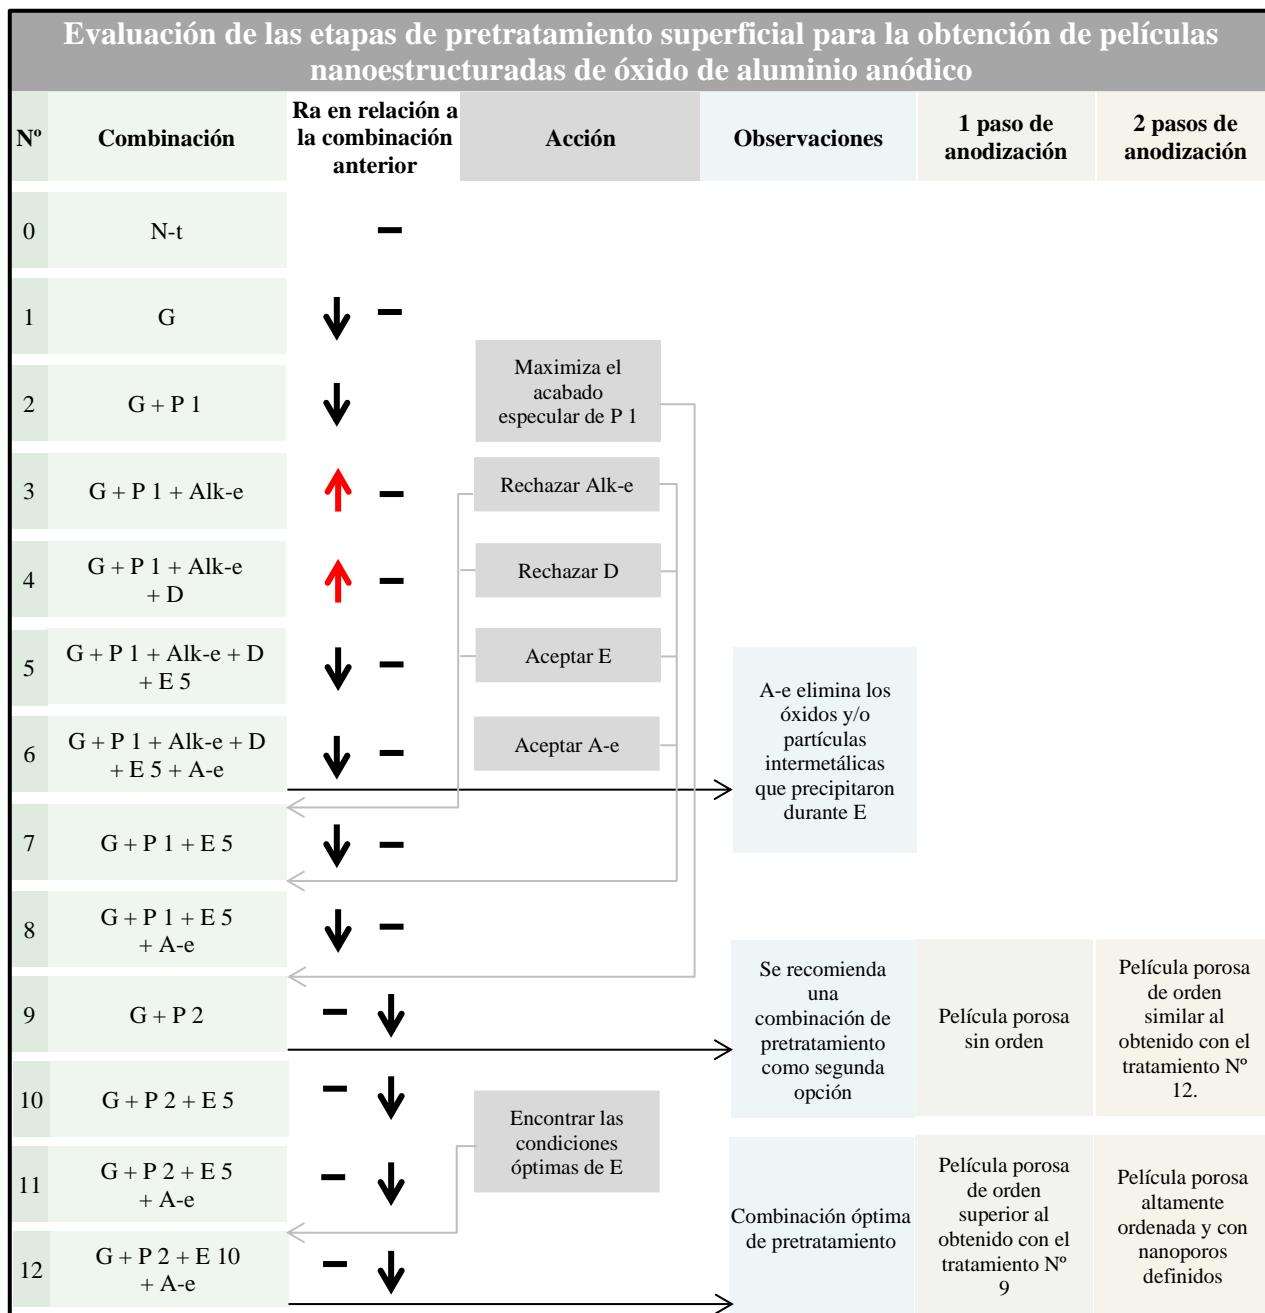 Evaluación de las etapas de pretratamiento superficial para la obtención de películas
nanoestructuradas de óxido de aluminio anódico
Nº
Combinación
Ra en relación a
la combinación
anterior
Acción
Observaciones
1 paso de
anodización
2 pasos de
anodización
0
N-t
1
G
2
G + P 1
Maximiza el
acabado
especular de P 1
3
G + P 1 + Alk-e
Rechazar Alk-e
4
G + P 1 + Alk-e
+ D
Rechazar D
5
G + P 1 + Alk-e + D
+ E 5
Aceptar E
6
G + P 1 + Alk-e + D
+ E 5 + A-e
Aceptar A-e
A-e elimina los
óxidos y/o
partículas
intermetálicas
que precipitaron
durante E
7
G + P 1 + E 5
8
G + P 1 + E 5
+ A-e
9
G + P 2
Se recomienda
una
combinación de
pretratamiento
como segunda
opción
Película porosa
sin orden
Película porosa
de orden
similar al
obtenido con el
tratamiento Nº
12.
10
G + P 2 + E 5
Encontrar las
condiciones
óptimas de E
11
G + P 2 + E 5
+ A-e
12
G + P 2 + E 10
+ A-e
Combinación óptima
de pretratamiento
Película porosa
de orden
superior al
obtenido con el
tratamiento Nº
9
Película porosa
altamente
ordenada y con
nanoporos
definidos